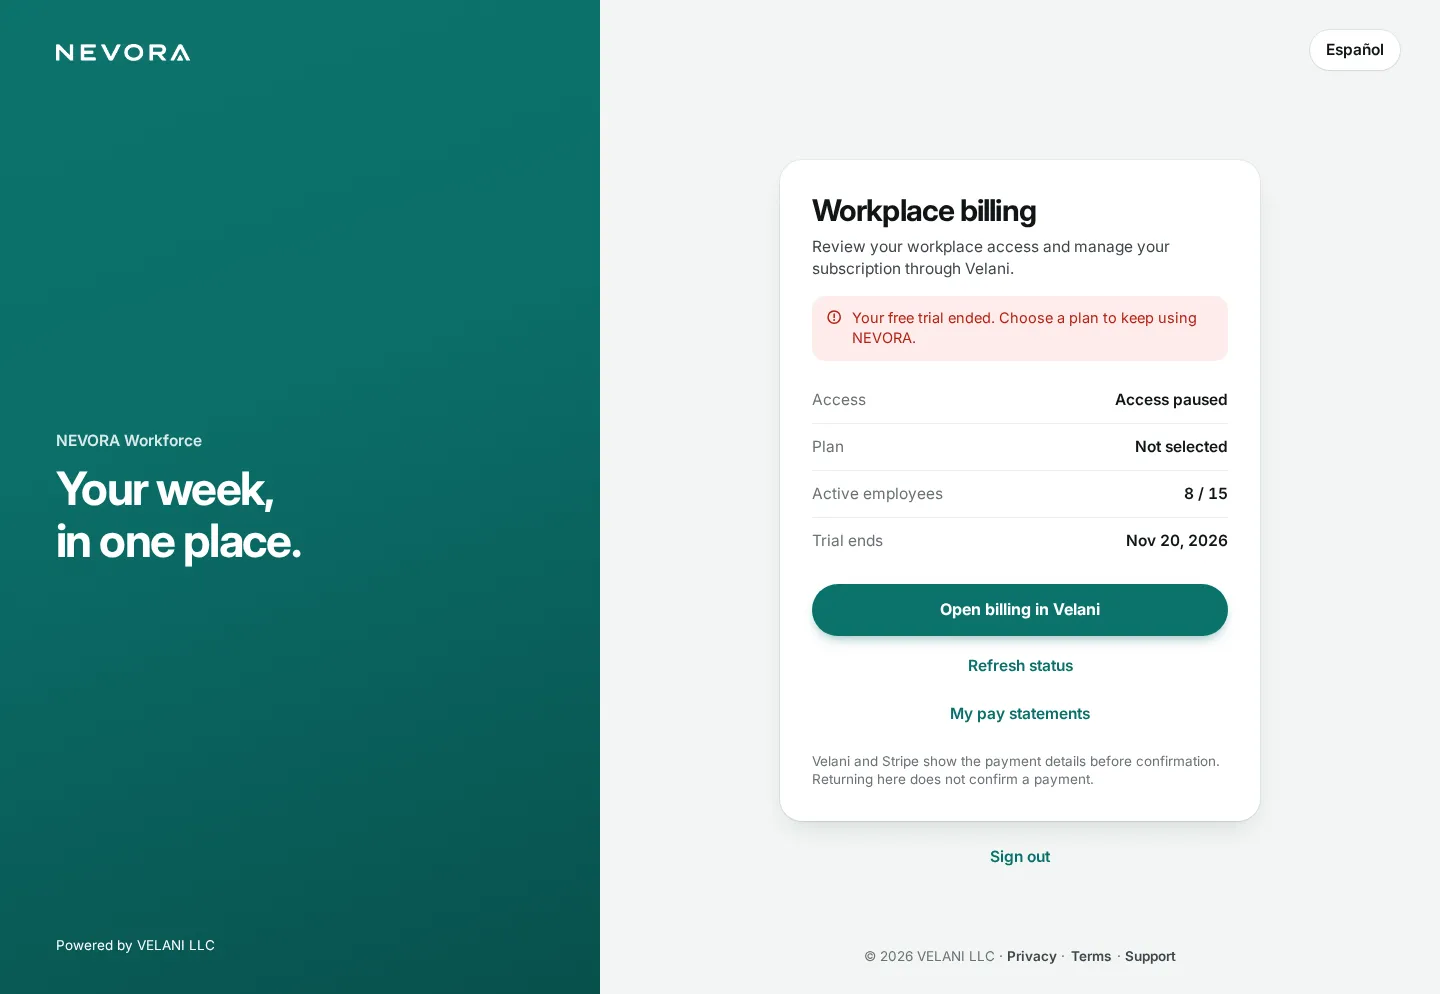 NEVORA
Español
NEVORA Workforce
Your week,
in one place.
Powered by VELANI LLC
Workplace billing
Review your workplace access and manage your
subscription through Velani.
Your free trial ended. Choose a plan to keep using
NEVORA.
Access Access paused
Plan Not selected
Active employees 8 / 15
Trial ends Nov 20, 2026
Open billing in Velani
Refresh status
My pay statements
Velani and Stripe show the payment details before confirmation.
Returning here does not confirm a payment.
Sign out
© 2026 VELANI LLC · Privacy · Terms · Support